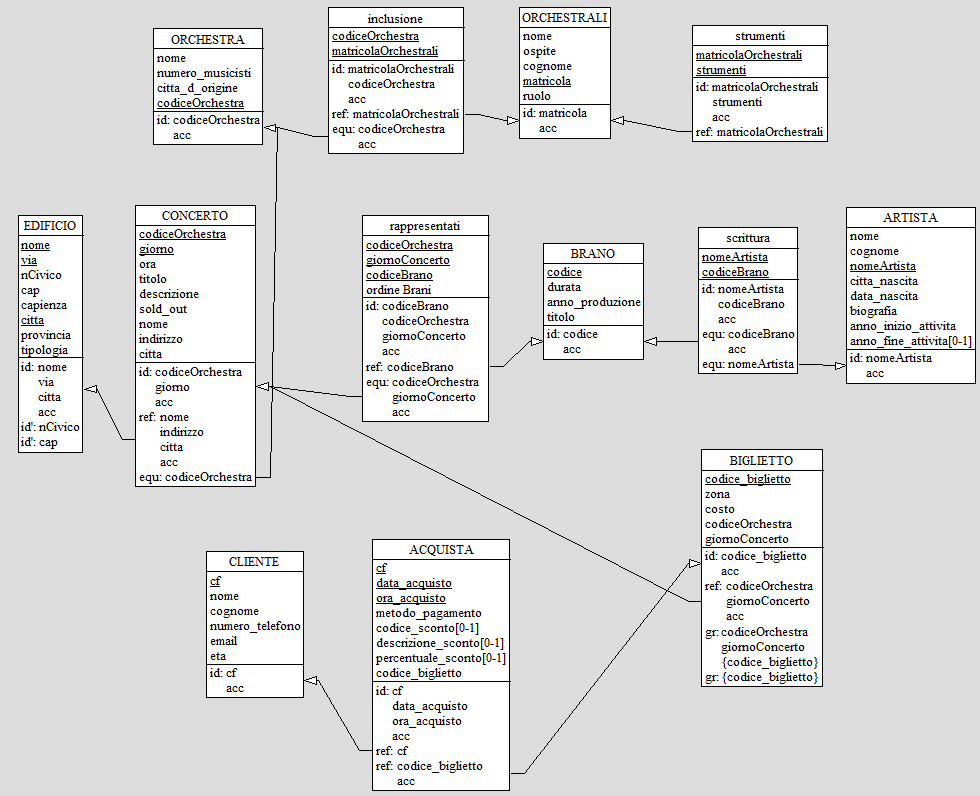 ORCHESTRA
nome
numero_musicisti
citta_d_origine
codiceOrchestra
id: codiceOrchestra
acc
inclusione
codiceOrchestra
matricolaOrchestrali
id: matricolaOrchestrali
codiceOrchestra
acc
ref: matricolaOrchestrali
equ: codiceOrchestra
acc
ORCHESTRALI
nome
ospite
cognome
matricola
ruolo
id: matricola
acc
strumenti
matricolaOrchestrali
strumenti
id: matricolaOrchestrali
strumenti
acc
ref: matricolaOrchestrali
EDIFICIO
nome
via
nCivico
cap
capienza
citta
provincia
tipologia
id: nome
via
citta
acc
id': nCivico
id': cap
CONCERTO
codiceOrchestra
giorno
ora
titolo
descrizione
sold_out
nome
indirizzo
citta
id: codiceOrchestra
giorno
acc
ref: nome
indirizzo
citta
acc
equ: codiceOrchestra
rappresentati
codiceOrchestra
giornoConcerto
codiceBrano
ordine Brani
id: codiceBrano
codiceOrchestra
giornoConcerto
acc
ref: codiceBrano
equ: codiceOrchestra
giornoConcerto
acc
BRANO
codice
durata
anno_produzione
titolo
id: codice
acc
scrittura
nomeArtista
codiceBrano
id: nomeArtista
codiceBrano
acc
equ: codiceBrano
acc
equ: nomeArtista
ARTISTA
nome
cognome
nomeArtista
citta_nascita
data_nascita
biografia
anno_inizio_attivita
anno_fine_attivita[0-1]
id: nomeArtista
acc
CLIENTE
cf
nome
cognome
numero_telefono
email
eta
id: cf
acc
ACQUISTA
cf
data_acquisto
ora_acquisto
metodo_pagamento
codice_sconto[0-1]
descrizione_sconto[0-1]
percentuale_sconto[0-1]
codice_biglietto
id: cf
data_acquisto
ora_acquisto
acc
ref: cf
ref: codice_biglietto
acc
BIGLIETTO
codice_biglietto
zona
costo
codiceOrchestra
giornoConcerto
id: codice_biglietto
acc
ref: codiceOrchestra
giornoConcerto
acc
gr: codiceOrchestra
giornoConcerto
{codice_biglietto}
gr: {codice_biglietto}